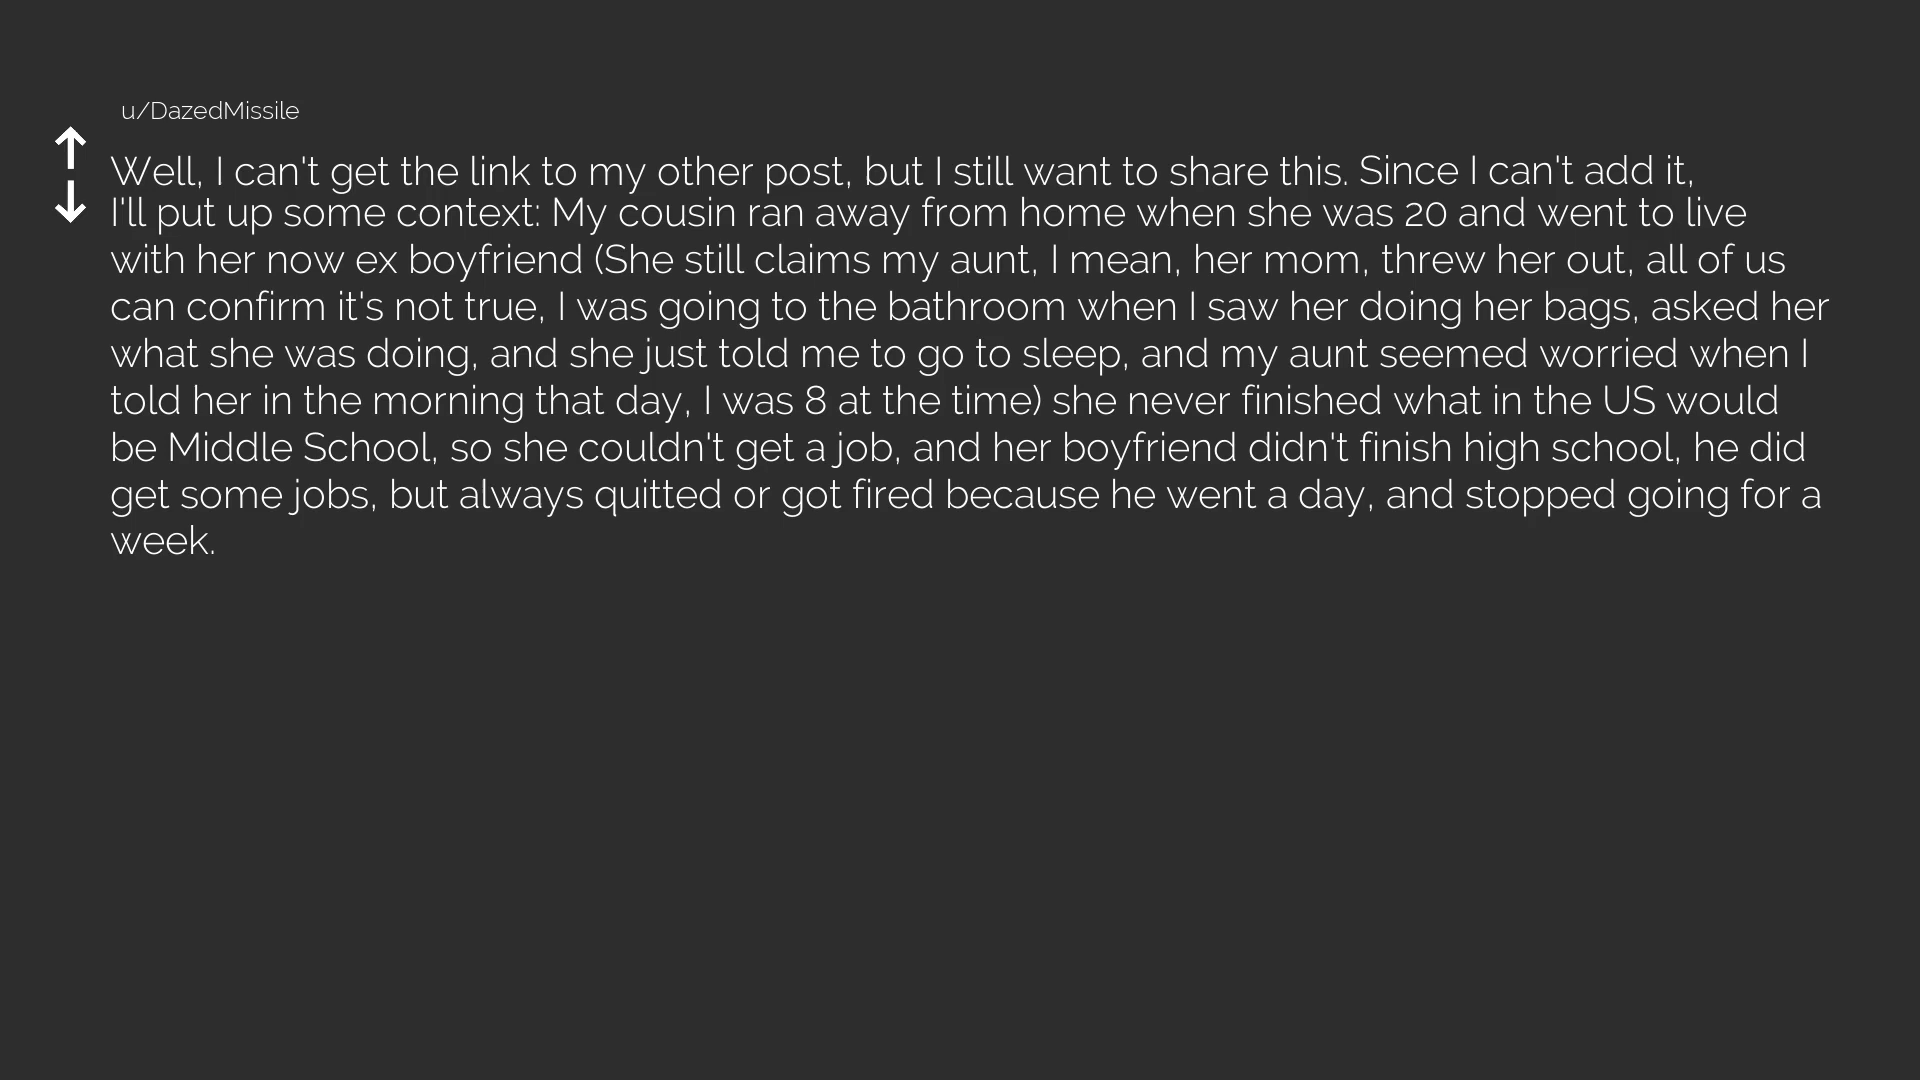 u/DazedMissile
Well, I can't get the link to my other post, but I still want to share this. Since I can't add it,
I'll put up some context: My cousin ran away from home when she was 20 and went to live
with her now ex boyfriend (She still claims my aunt, I mean, her mom, threw her out, all of us
can confirm it's not true, I was going to the bathroom when I saw her doing her bags, asked her
what she was doing, and she just told me to go to sleep, and my aunt seemed worried when I
told her in the morning that day, I was 8 at the time) she never finished what in the US would
be Middle School, so she couldn't get a job, and her boyfriend didn't finish high school, he did
get some jobs, but always quitted or got fired because he went a day, and stopped going for a
week.